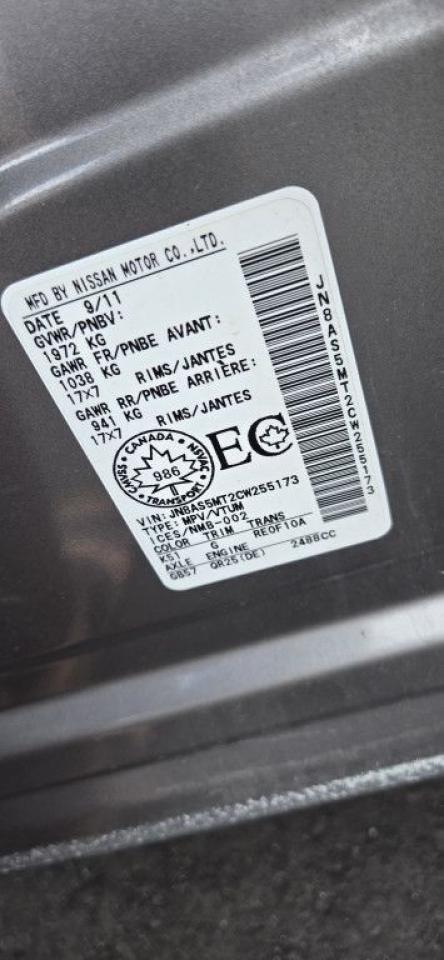 MFD BY NISSAN MOTOR CO.,LTD.
DATE 9/11
GVWR/PNBV:
1972 KG
GAWR FR/PNBE AVANT:
1038 KG
17X7 RIMS/JANTES
GAWR RR/PNBE ARRIÈRE:
941 KG
17X7 RIMS/JANTES
CANADA
NSVAC
986
CMVSS
TRANSPORT
EC
VIN: JN8AS5MT2CW255173
TYPE: MPV/VTUM
ICES/NMB-002
COLOR TRIM TRANS
K51 G RE0F10A
AXLE ENGINE
GB57 QR25(DE) 2488CC
JN8AS5MT2CW255173